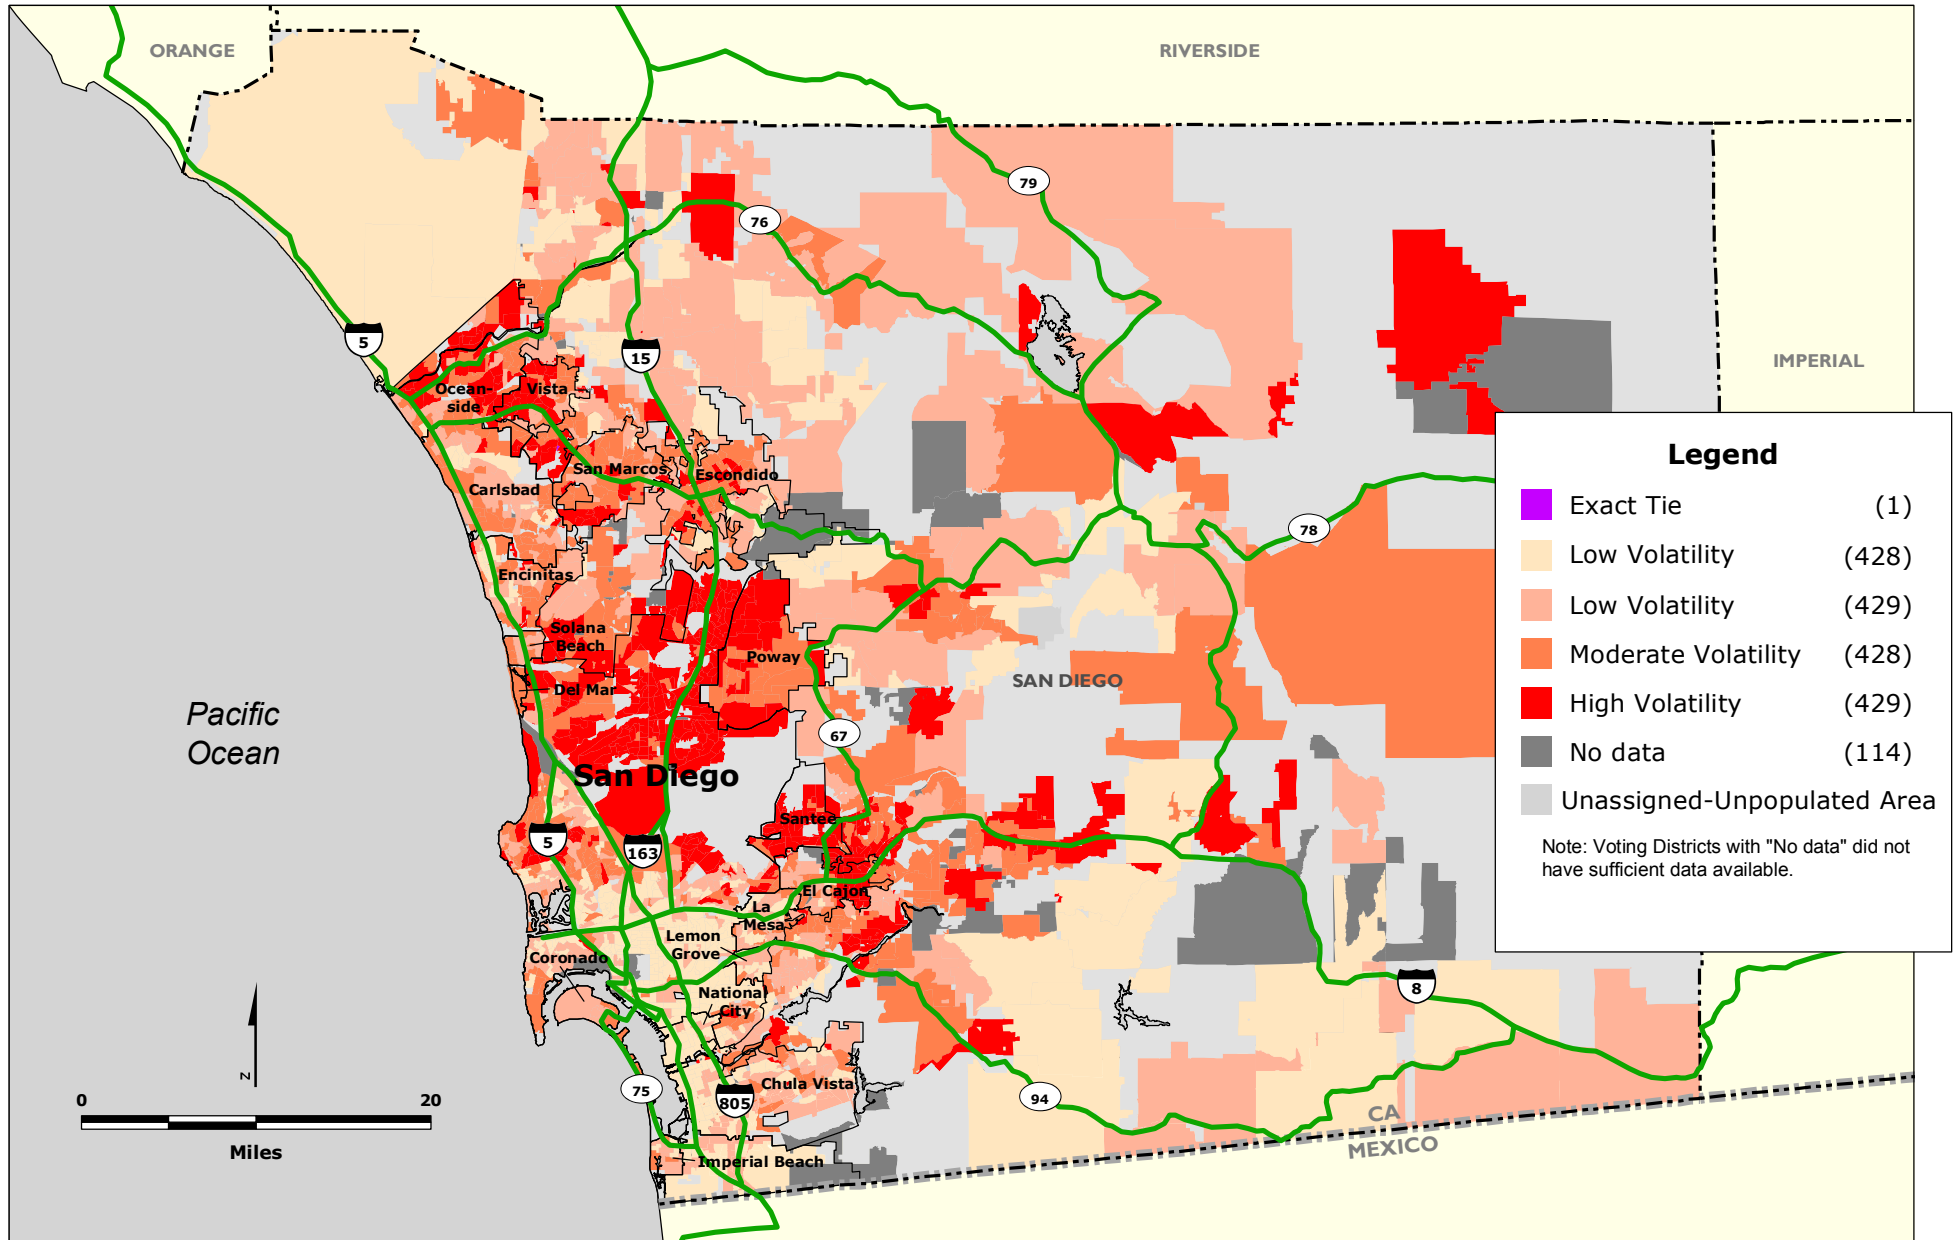 ORANGE
RIVERSIDE
79
76
5
15
IMPERIAL
Ocean-
side
Vista
San Marcos
Escondido
Carlsbad
78
Encinitas
Solana
Beach
Poway
Del Mar
SAN DIEGO
Pacific
Ocean
67
San Diego
Santee
5
163
El Cajon
La
Mesa
Lemon
Grove
Coronado
National
City
8
Chula Vista
75
805
94
Imperial Beach
CA
MEXICO
N
0
20
Miles
Legend
Exact Tie (1)
Low Volatility (428)
Low Volatility (429)
Moderate Volatility (428)
High Volatility (429)
No data (114)
Unassigned-Unpopulated Area
Note: Voting Districts with "No data" did not
have sufficient data available.